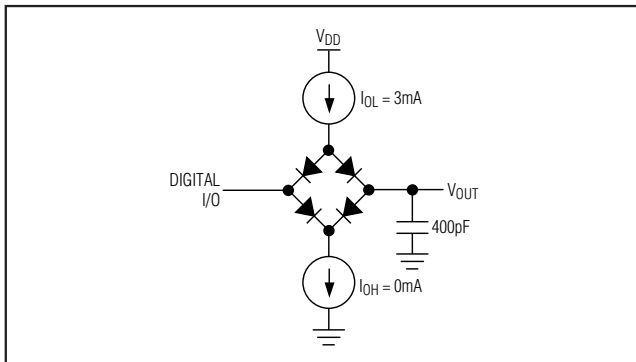 VDD
IOL = 3mA
DIGITAL
I/O
VOUT
400pF
IOH = 0mA